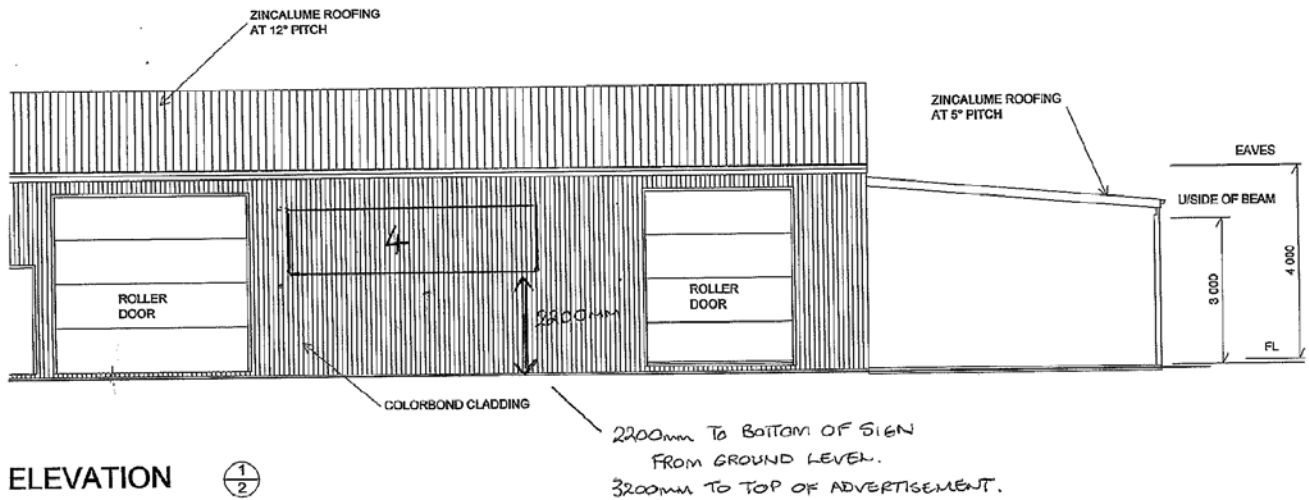 ZINCALUME ROOFING
AT 12° PITCH
ZINCALUME ROOFING
AT 5° PITCH
EAVES
U/SIDE OF BEAM
4
ROLLER
DOOR
ROLLER
DOOR
2200mm
3 000
4 000
FL
COLORBOND CLADDING
2200mm TO BOTTOM OF SIGN
FROM GROUND LEVEL.
3200mm TO TOP OF ADVERTISEMENT.
ELEVATION
1
2